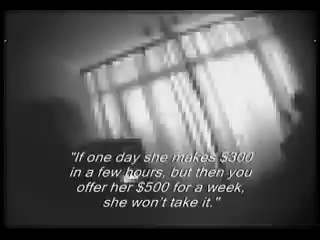 "If one day she makes $300
in a few hours, but then you
offer her $500 for a week,
she won't take it."